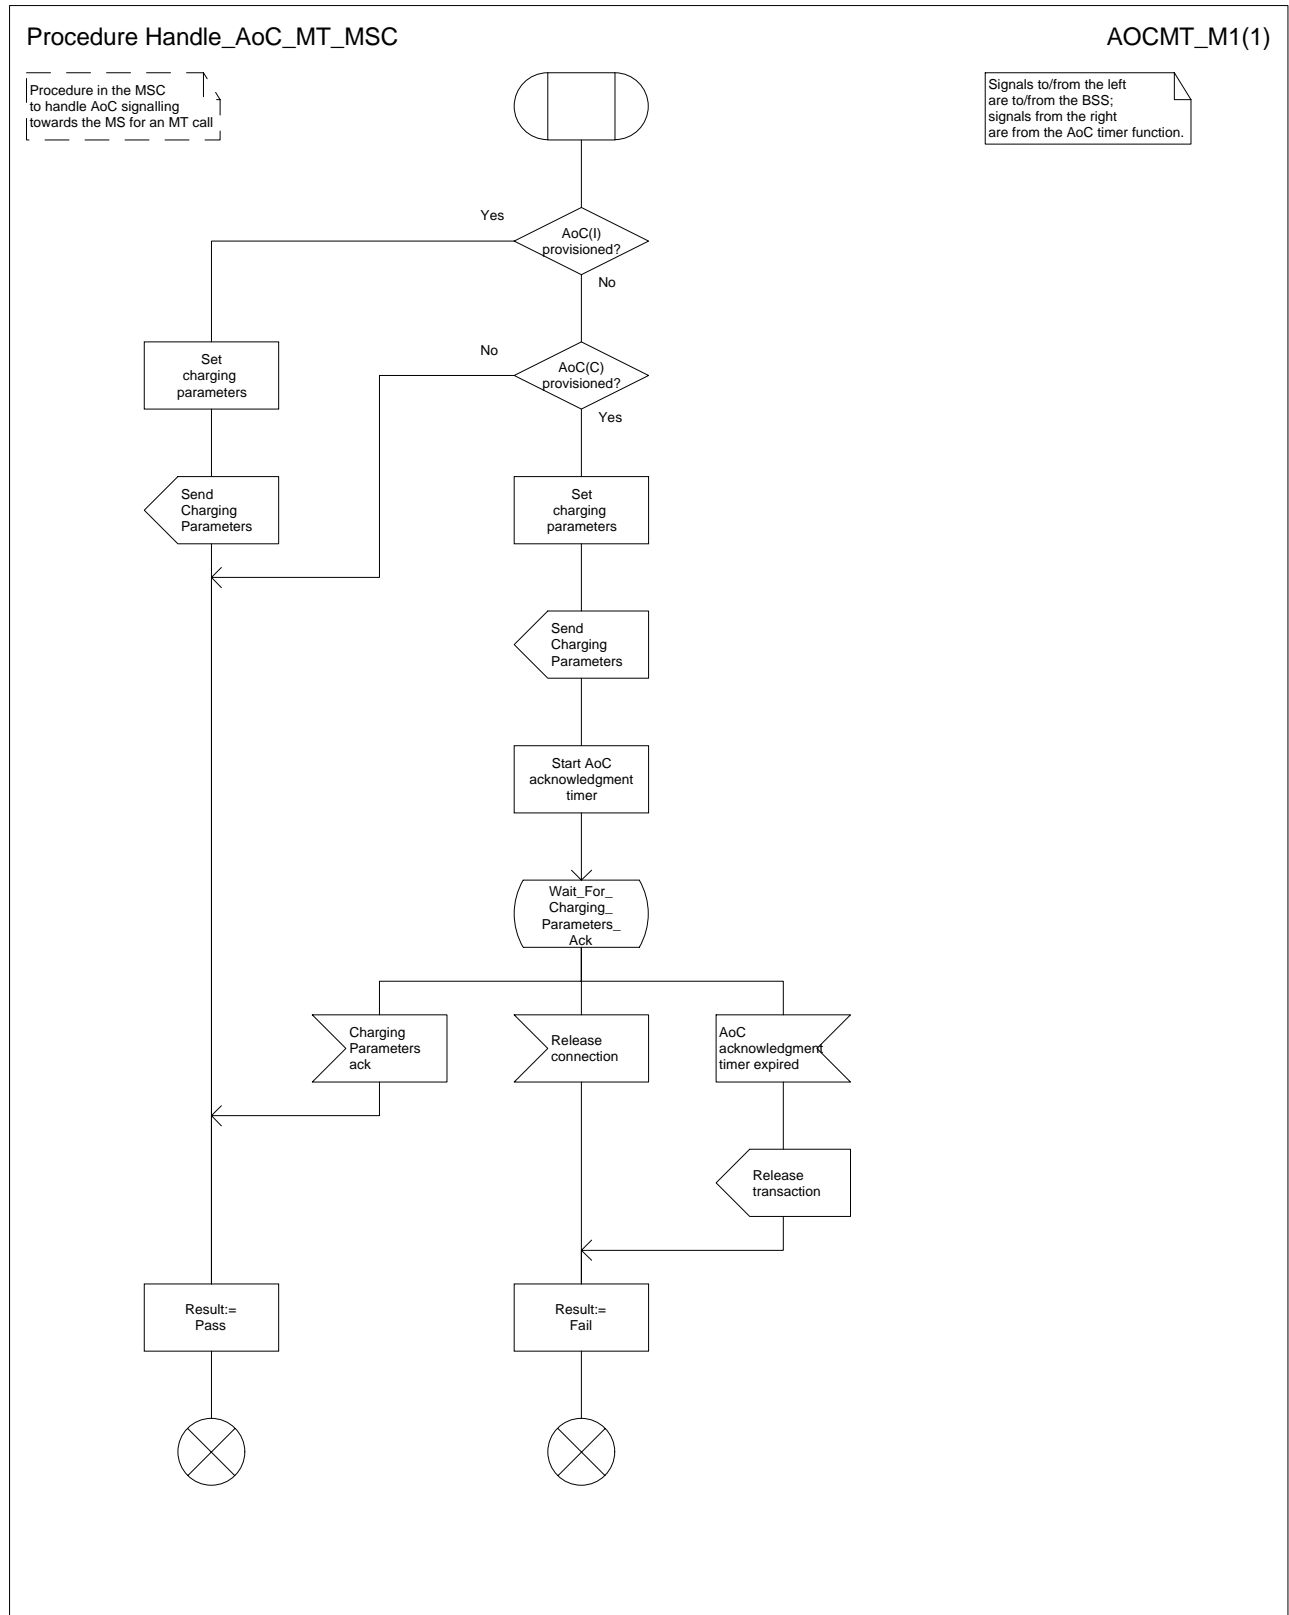 Procedure Handle_AoC_MT_MSC
AOCMT_M1(1)
Procedure in the MSC
to handle AoC signalling
towards the MS for an MT call
Signals to/from the left
are to/from the BSS;
signals from the right
are from the AoC timer function.
Yes
AoC(I)
provisioned?
No
No
AoC(C)
provisioned?
Yes
Set
charging
parameters
Send
Charging
Parameters
Set
charging
parameters
Send
Charging
Parameters
Start AoC
acknowledgment
timer
Wait_For_
Charging_
Parameters_
Ack
Charging
Parameters
ack
Release
connection
AoC
acknowledgment
timer expired
Release
transaction
Result:=
Pass
Result:=
Fail